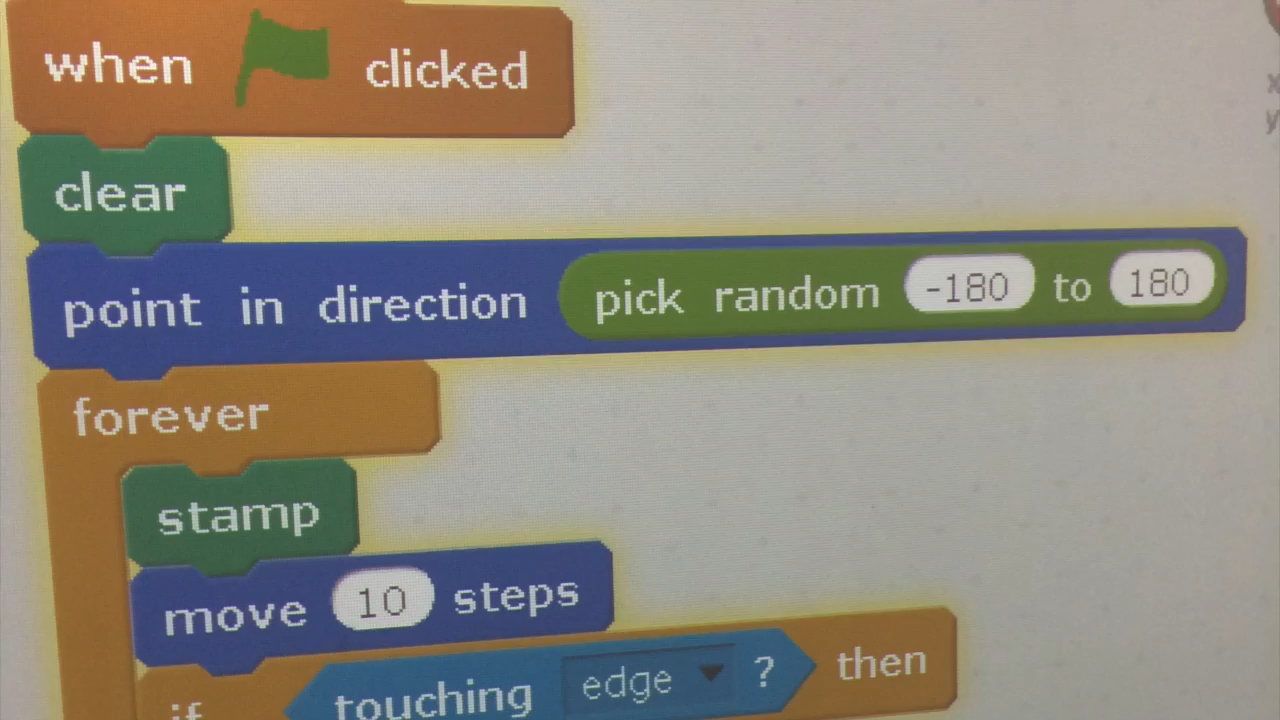 when clicked
clear
point in direction pick random -180 to 180
forever
stamp
move 10 steps
if touching edge ? then
x
y